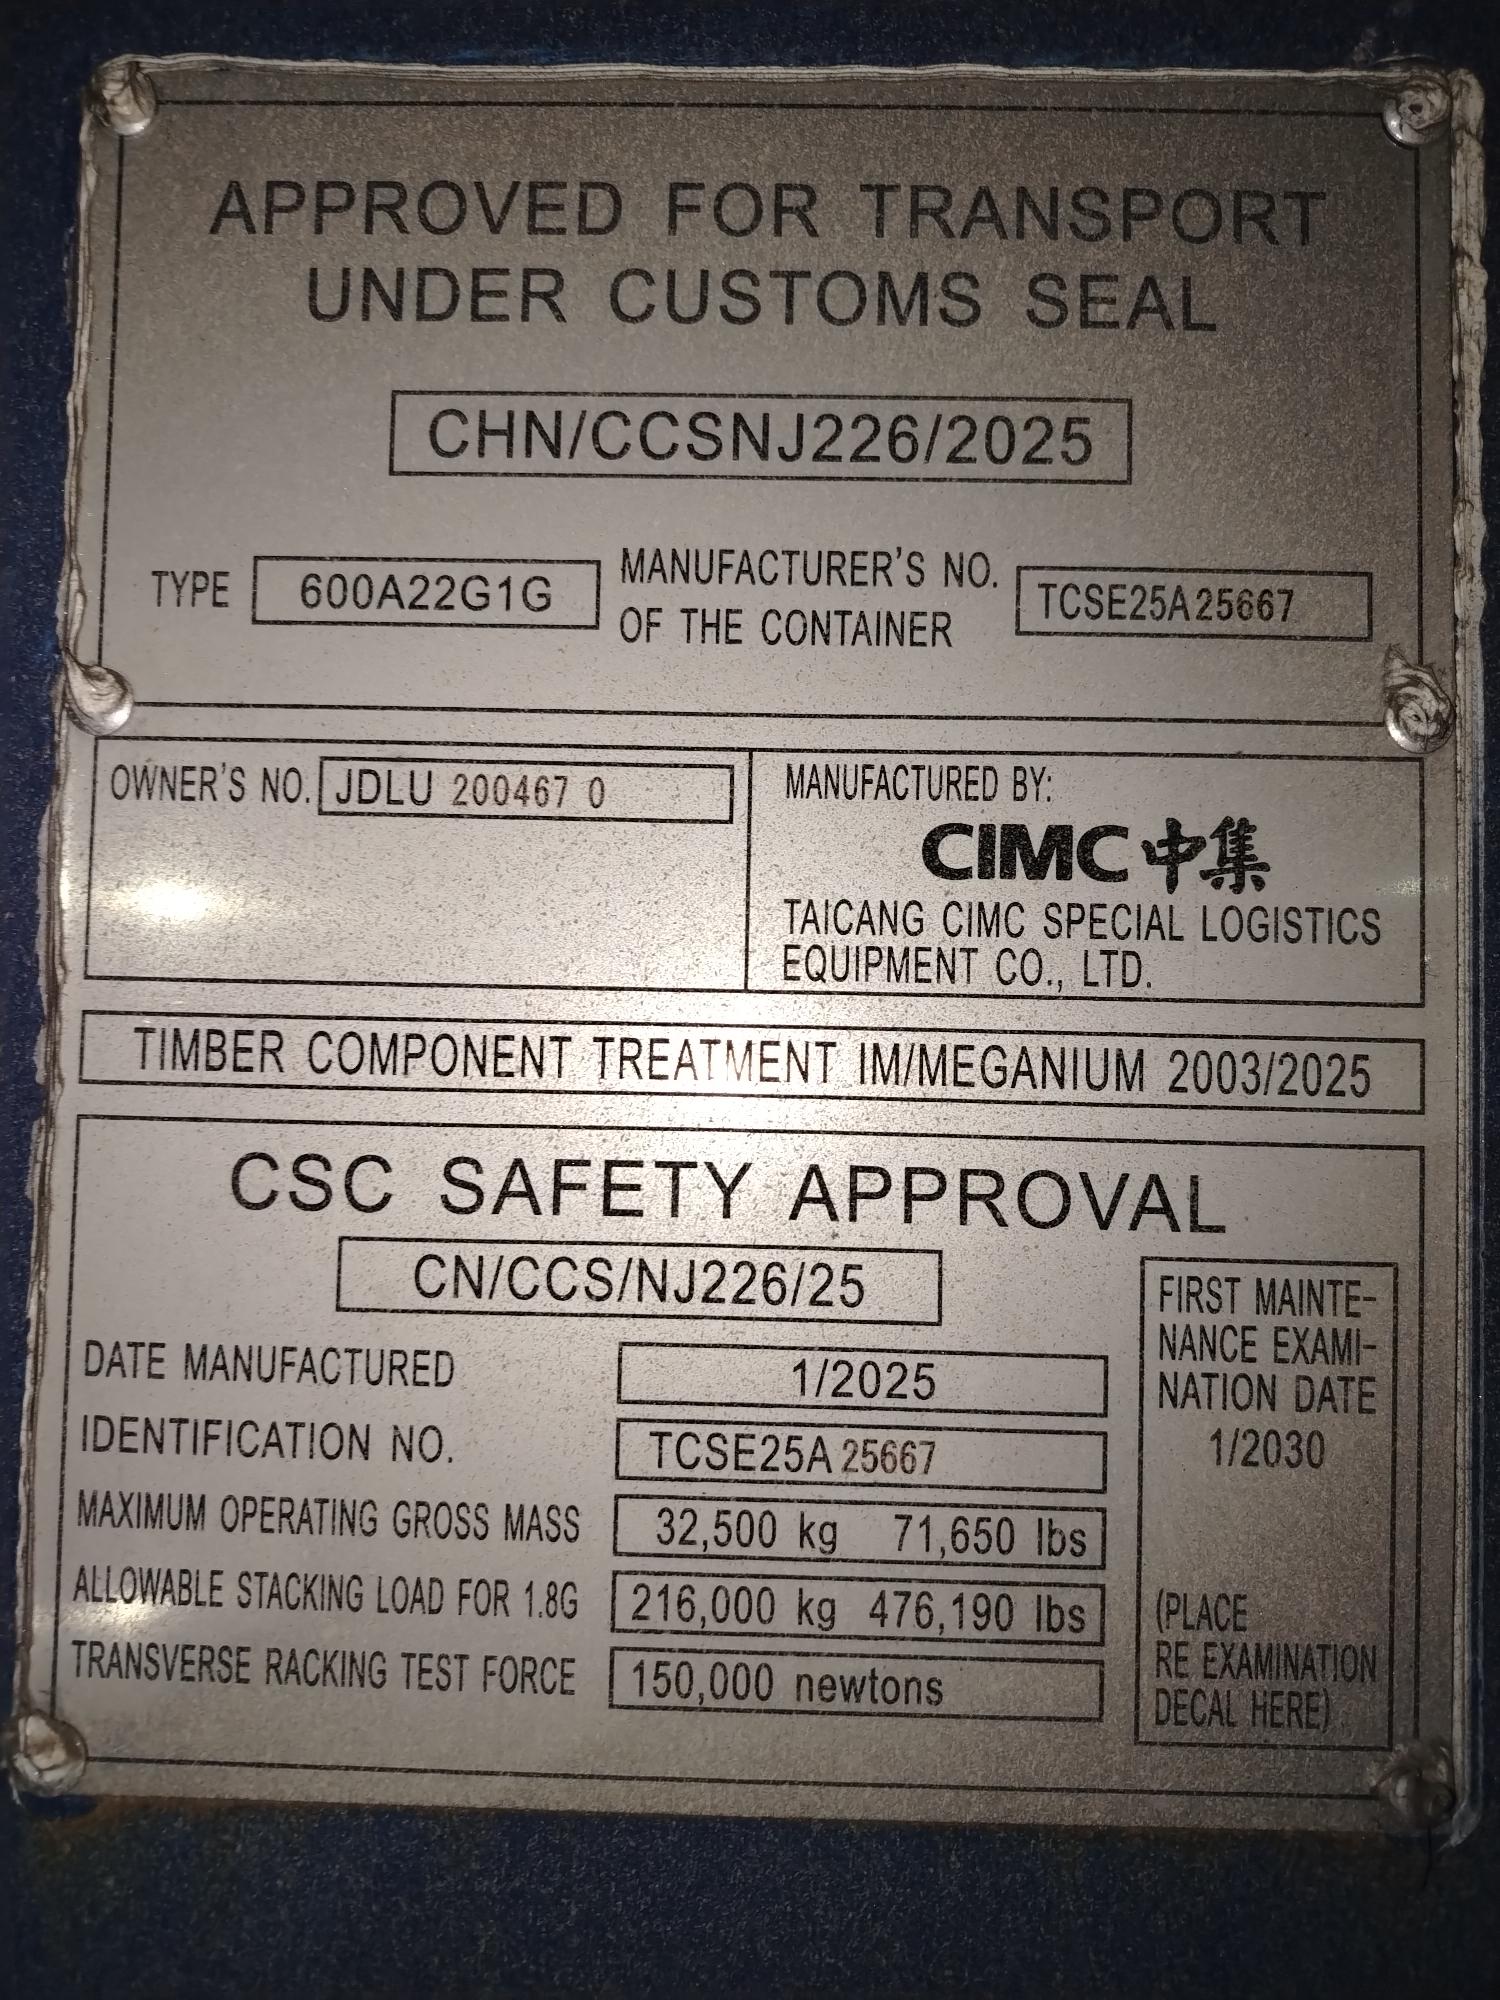 APPROVED FOR TRANSPORT
UNDER CUSTOMS SEAL
CHN/CCSNJ226/2025
TYPE 600A22G1G
MANUFACTURER'S NO.
OF THE CONTAINER
TCSE25A25667
OWNER'S NO. JDLU 200467 0
MANUFACTURED BY:
CIMC中集
TAICANG CIMC SPECIAL LOGISTICS
EQUIPMENT CO., LTD.
TIMBER COMPONENT TREATMENT IM/MEGANIUM 2003/2025
CSC SAFETY APPROVAL
CN/CCS/NJ226/25
DATE MANUFACTURED 1/2025
IDENTIFICATION NO. TCSE25A25667
MAXIMUM OPERATING GROSS MASS 32,500 kg 71,650 lbs
ALLOWABLE STACKING LOAD FOR 1.8G 216,000 kg 476,190 lbs
TRANSVERSE RACKING TEST FORCE 150,000 newtons
FIRST MAINTE-
NANCE EXAMI-
NATION DATE
1/2030
(PLACE
RE EXAMINATION
DECAL HERE)